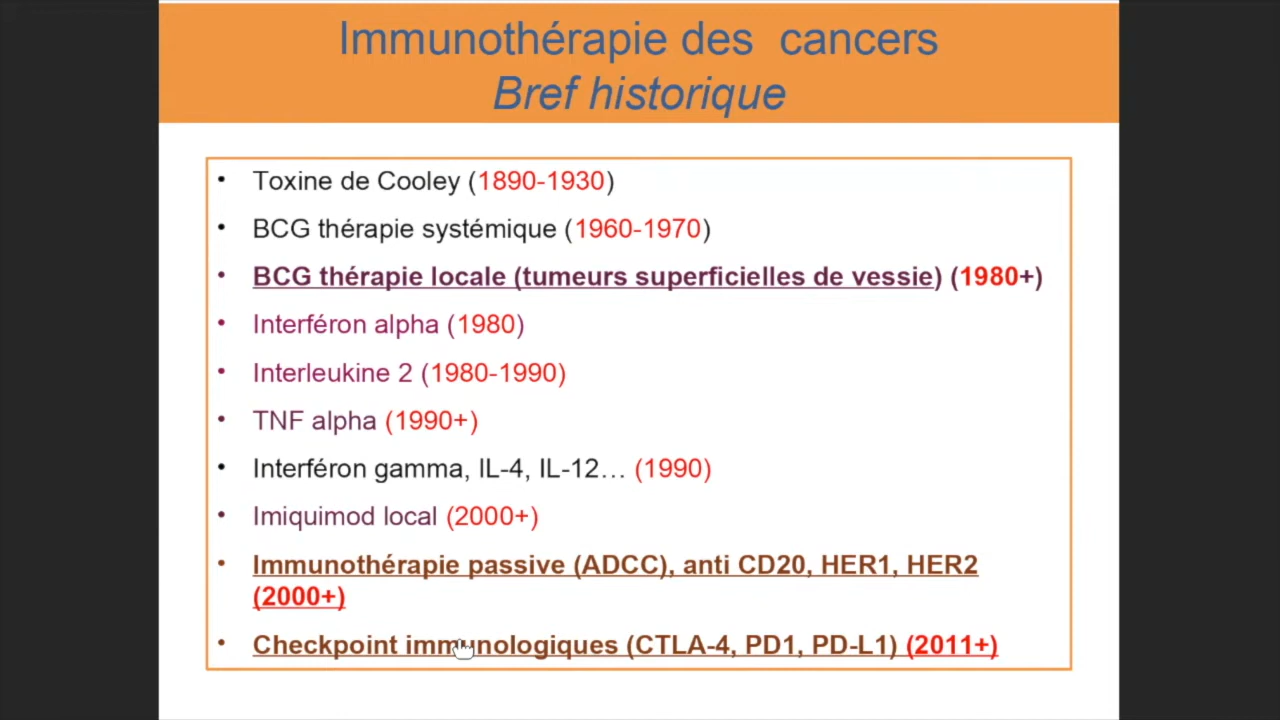 Immunothérapie des cancers
Bref historique
• Toxine de Cooley (1890-1930)
• BCG thérapie systémique (1960-1970)
• BCG thérapie locale (tumeurs superficielles de vessie) (1980+)
• Interféron alpha (1980)
• Interleukine 2 (1980-1990)
• TNF alpha (1990+)
• Interféron gamma, IL-4, IL-12… (1990)
• Imiquimod local (2000+)
• Immunothérapie passive (ADCC), anti CD20, HER1, HER2
(2000+)
• Checkpoint immunologiques (CTLA-4, PD1, PD-L1) (2011+)